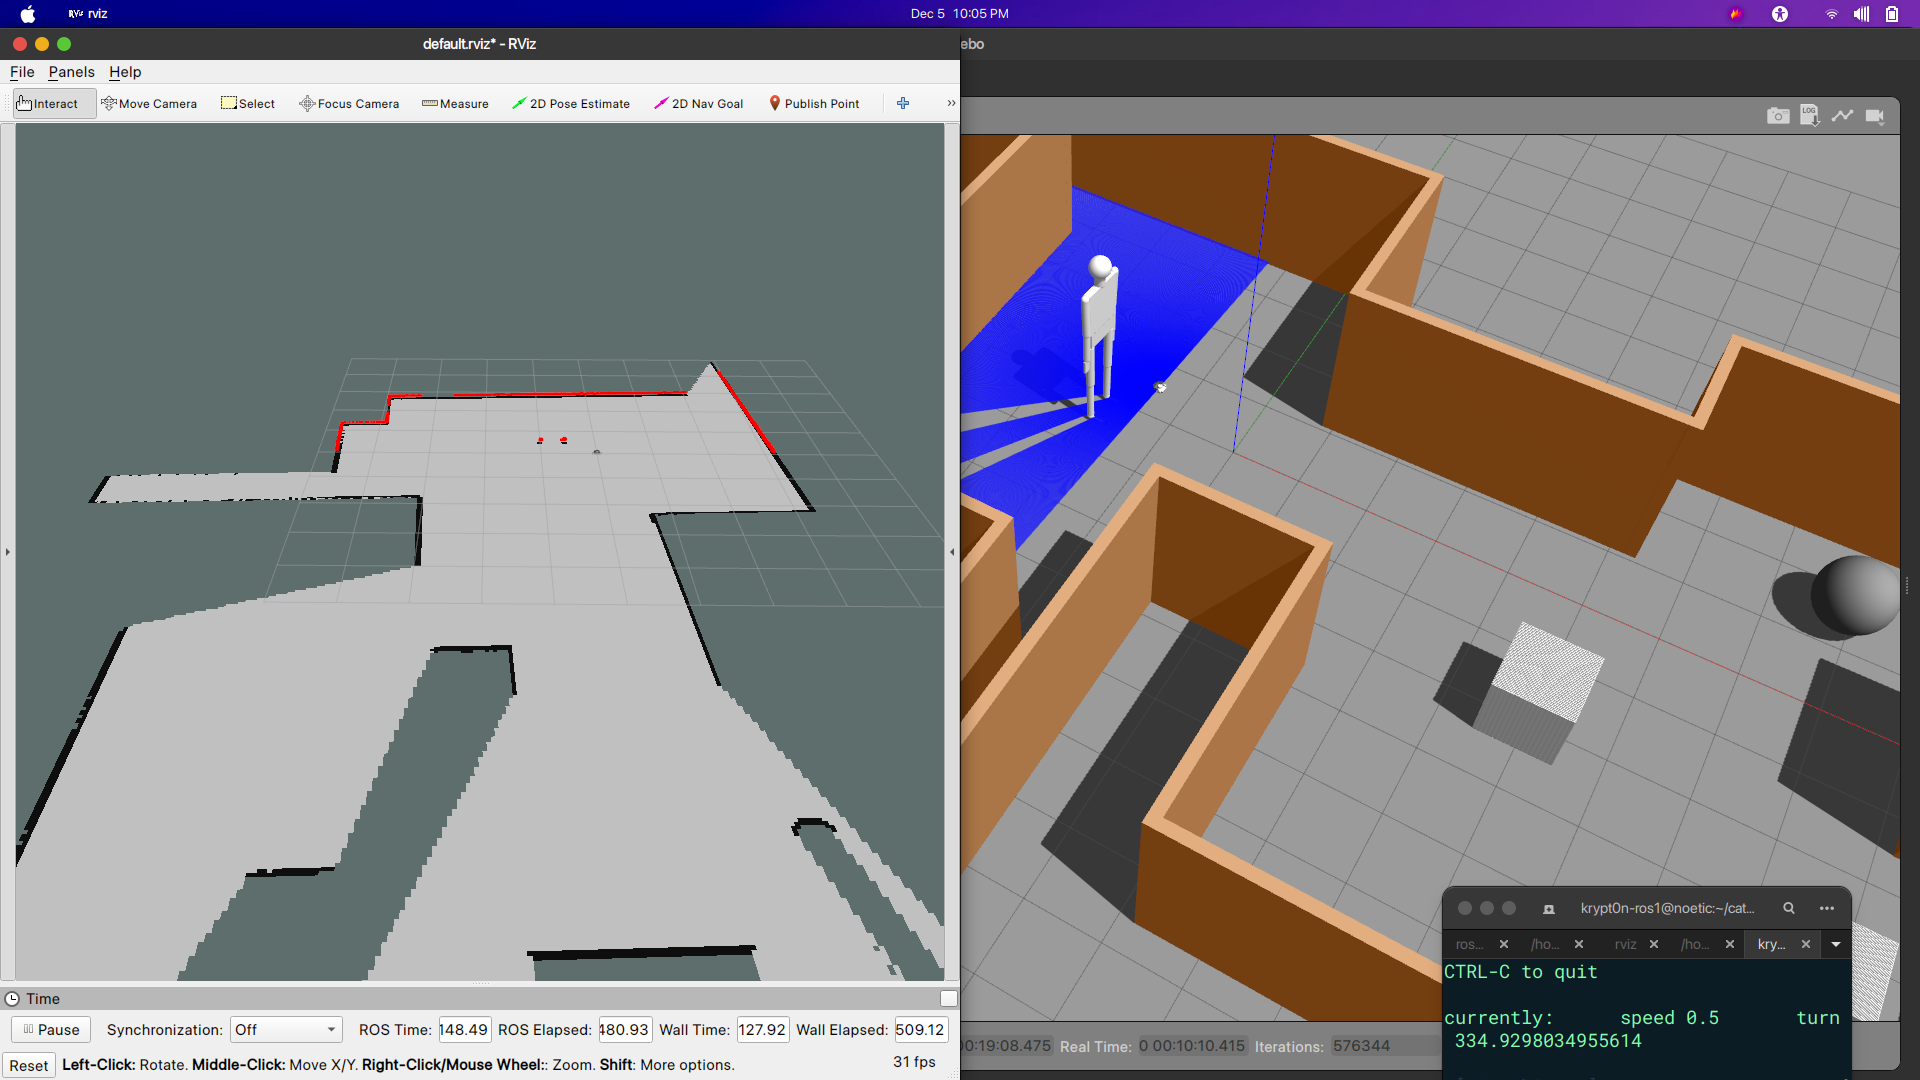 RViz rviz
Dec 5 10:05 PM
default.rviz* - RViz
ebo
File Panels Help
Interact Move Camera Select Focus Camera Measure 2D Pose Estimate 2D Nav Goal Publish Point »
LOG
krypt0n-ros1@noetic:~/cat...
ros... /ho... rviz /ho... kry...
CTRL-C to quit
currently: speed 0.5 turn
334.9298034955614
Time
Pause Synchronization: Off ROS Time: 148.49 ROS Elapsed: 480.93 Wall Time: 127.92 Wall Elapsed: 509.12
00:19:08.475 Real Time: 0 00:10:10.415 Iterations: 576344
Reset Left-Click: Rotate. Middle-Click: Move X/Y. Right-Click/Mouse Wheel:: Zoom. Shift: More options. 31 fps